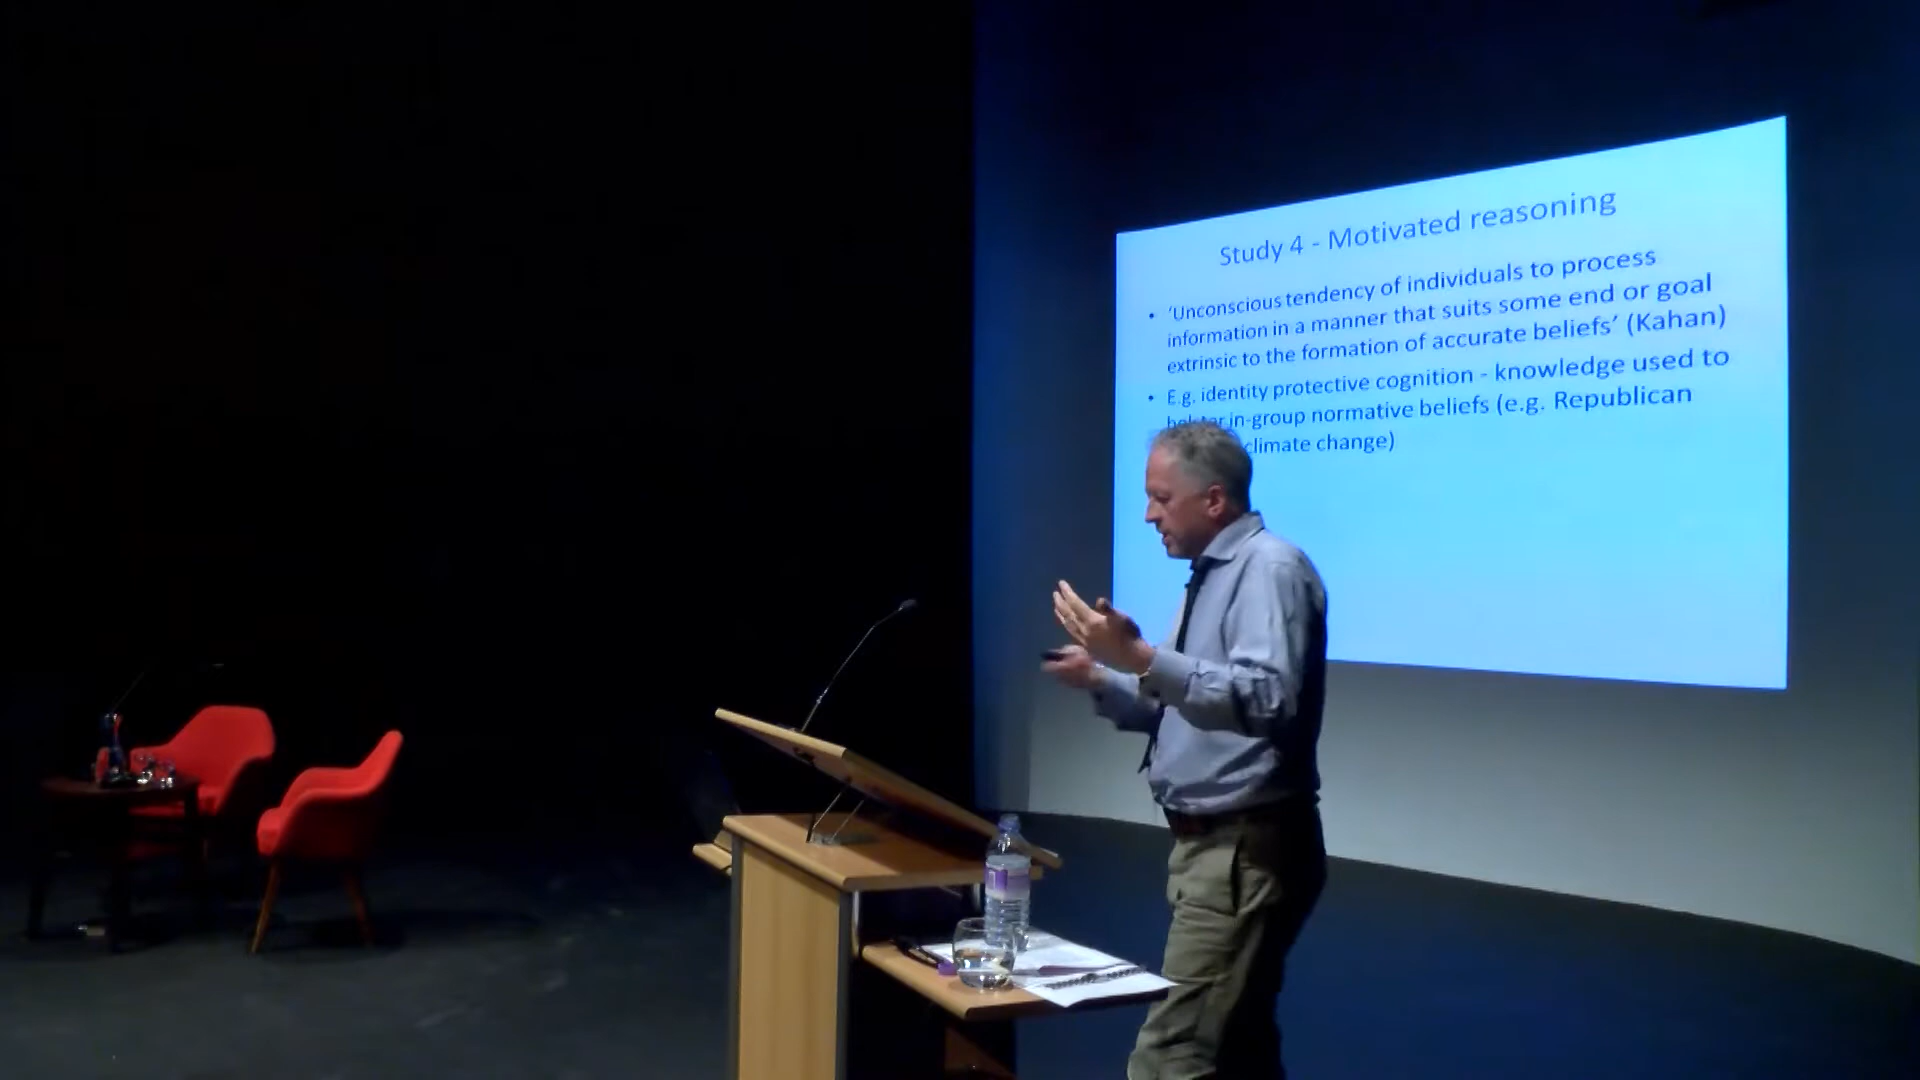 Study 4 - Motivated reasoning
• ‘Unconscious tendency of individuals to process
information in a manner that suits some end or goal
extrinsic to the formation of accurate beliefs’ (Kahan)
• E.g. identity protective cognition - knowledge used to
in-group normative beliefs (e.g. Republican
climate change)